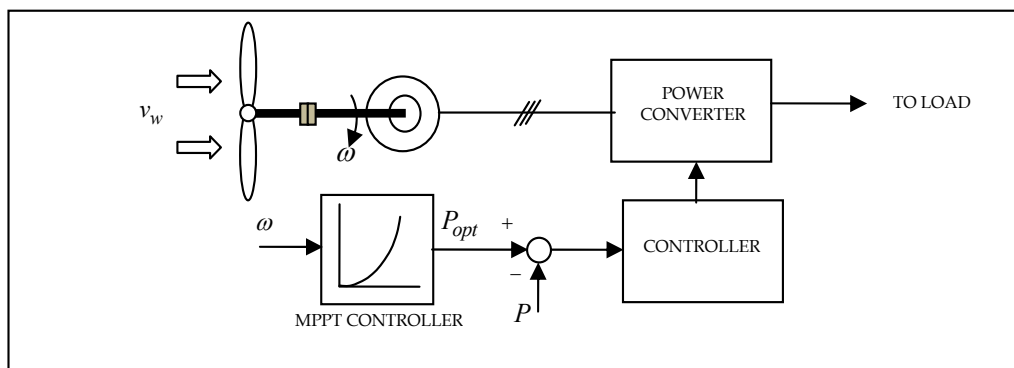 POWER
CONVERTER
TO LOAD
v_w
ω
ω
P_opt
+
−
P
CONTROLLER
MPPT CONTROLLER